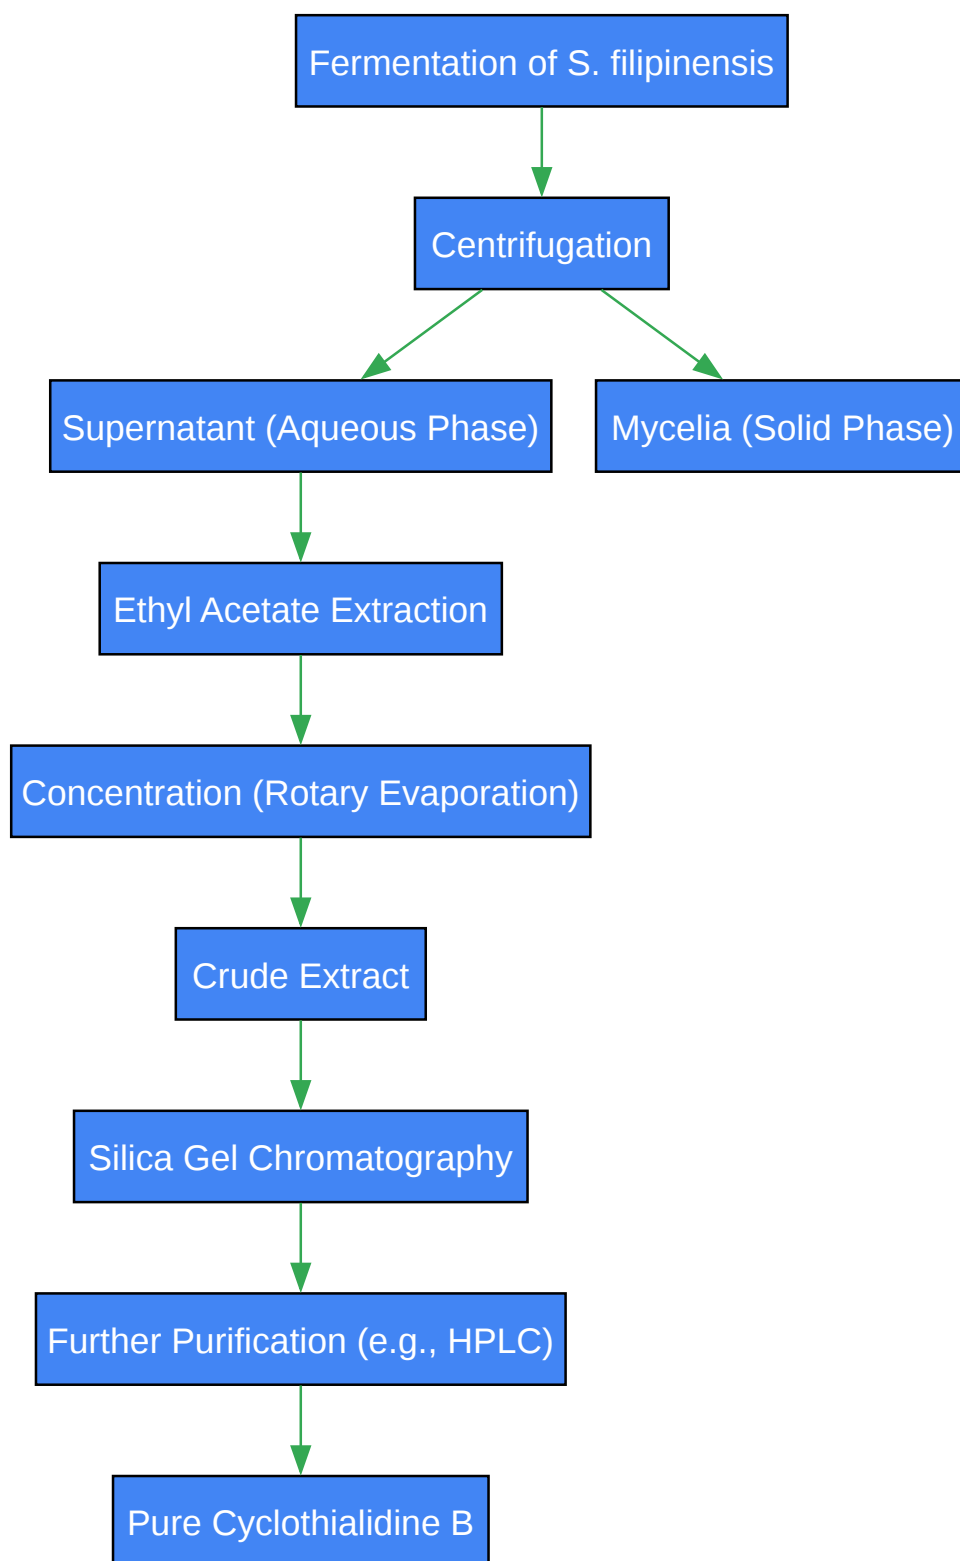 Fermentation of S. filipinensis
Centrifugation
Supernatant (Aqueous Phase)
Mycelia (Solid Phase)
Ethyl Acetate Extraction
Concentration (Rotary Evaporation)
Crude Extract
Silica Gel Chromatography
Further Purification (e.g., HPLC)
Pure Cyclothialidine B